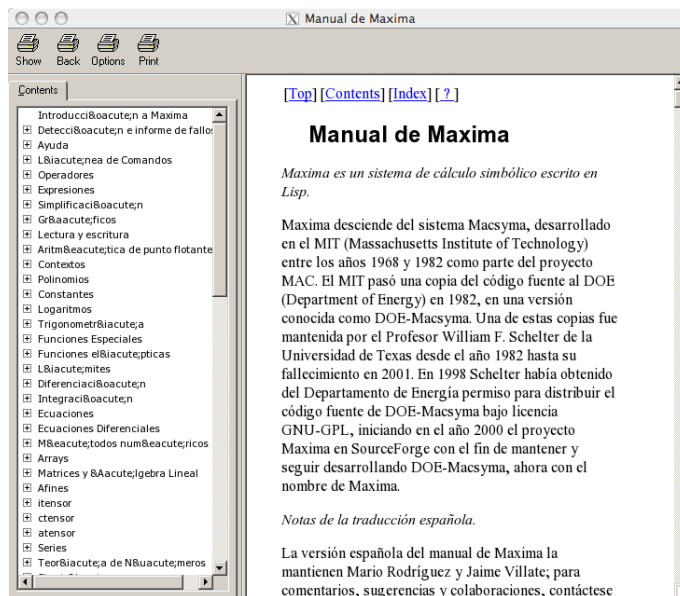 Manual de Maxima
Show Back Options Print
Contents
Introducci&oacute;n a Maxima
Detecci&oacute;n e informe de fallo
Ayuda
L&iacute;nea de Comandos
Operadores
Expresiones
Simplificaci&oacute;n
Gr&aacute;ficos
Lectura y escritura
Aritm&eacute;tica de punto flotante
Contextos
Polinomios
Constantes
Logaritmos
Trigonometr&iacute;a
Funciones Especiales
Funciones el&iacute;pticas
L&iacute;mites
Diferenciaci&oacute;n
Integraci&oacute;n
Ecuaciones
Ecuaciones Diferenciales
M&eacute;todos num&eacute;ricos
Arrays
Matrices y &Aacute;lgebra Lineal
Afines
itensor
ctensor
atensor
Series
Teor&iacute;a de N&uacute;meros
[Top] [Contents] [Index] [ ? ]
Manual de Maxima
Maxima es un sistema de cálculo simbólico escrito en
Lisp.
Maxima desciende del sistema Macsyma, desarrollado
en el MIT (Massachusetts Institute of Technology)
entre los años 1968 y 1982 como parte del proyecto
MAC. El MIT pasó una copia del código fuente al DOE
(Department of Energy) en 1982, en una versión
conocida como DOE-Macsyma. Una de estas copias fue
mantenida por el Profesor William F. Schelter de la
Universidad de Texas desde el año 1982 hasta su
fallecimiento en 2001. En 1998 Schelter había obtenido
del Departamento de Energía permiso para distribuir el
código fuente de DOE-Macsyma bajo licencia
GNU-GPL, iniciando en el año 2000 el proyecto
Maxima en SourceForge con el fin de mantener y
seguir desarrollando DOE-Macsyma, ahora con el
nombre de Maxima.
Notas de la traducción española.
La versión española del manual de Maxima la
mantienen Mario Rodríguez y Jaime Villate; para
comentarios, sugerencias y colaboraciones, contáctese